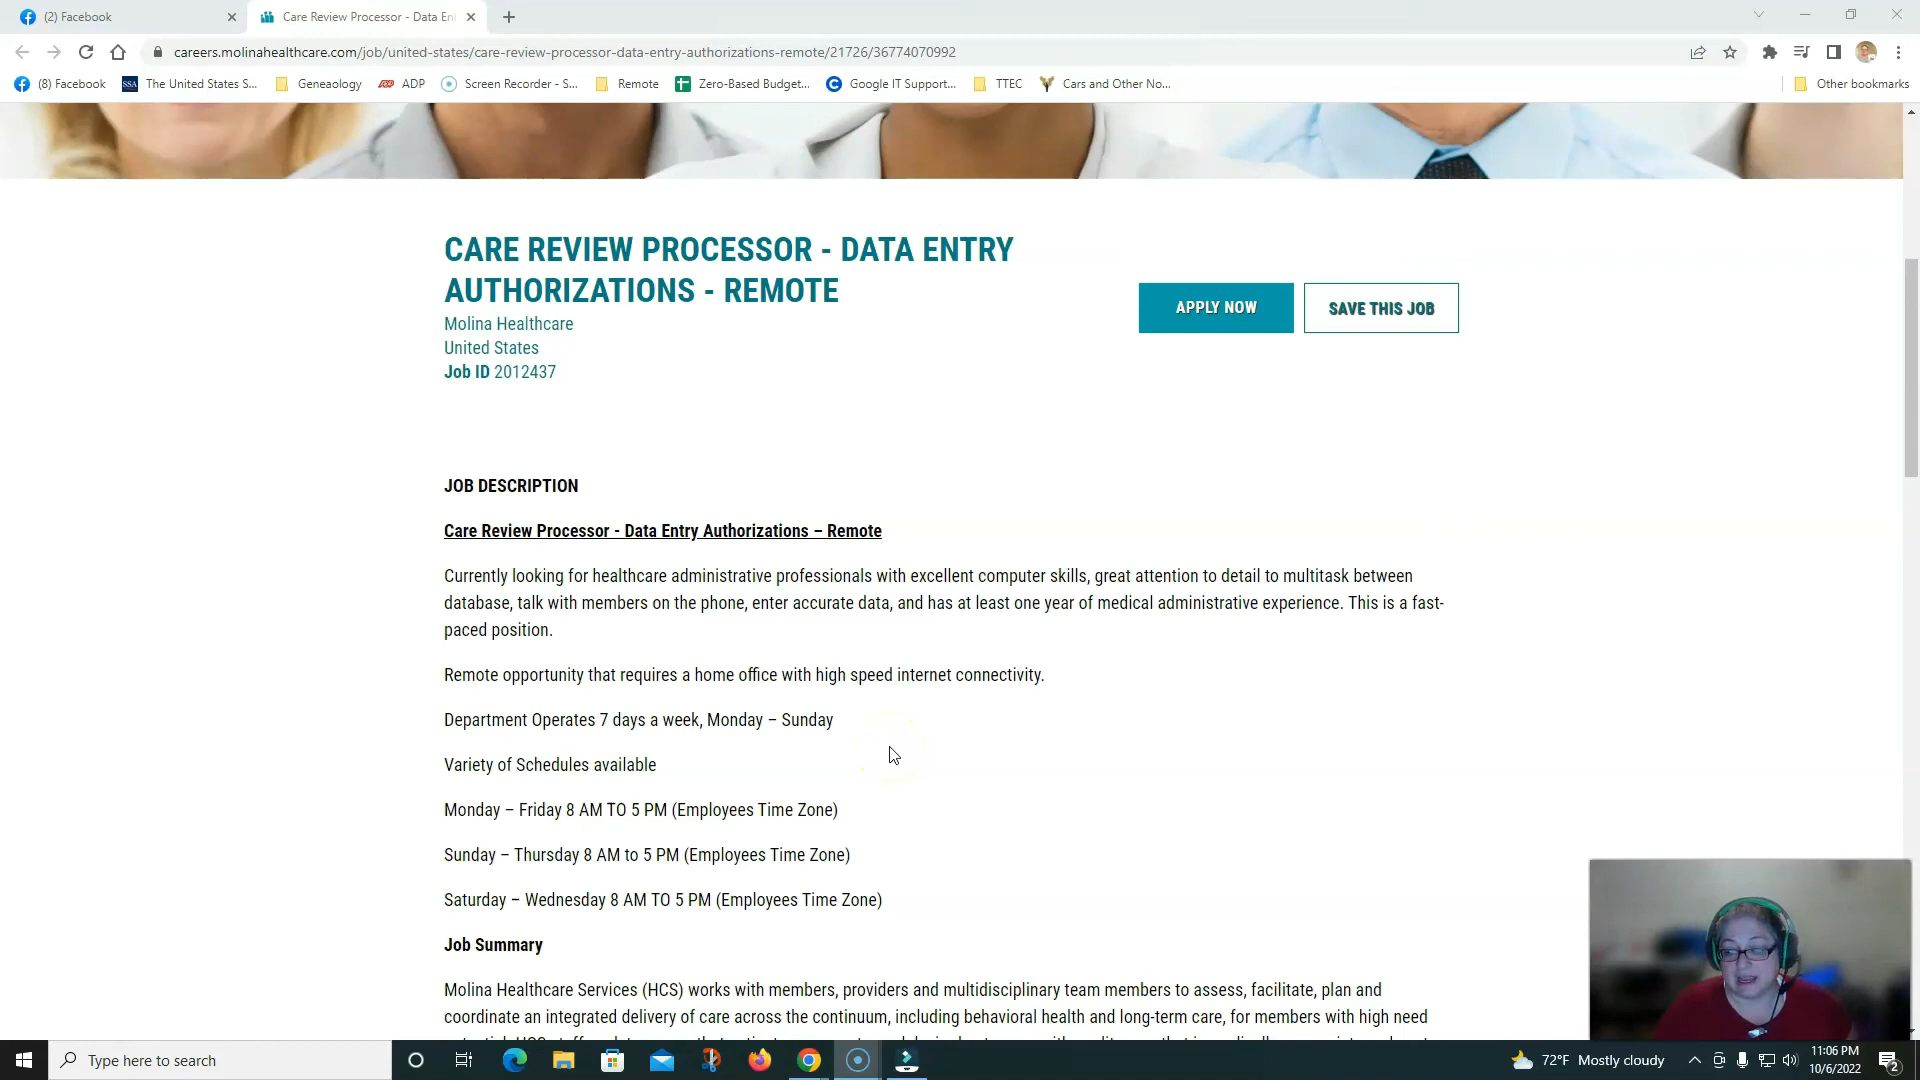 (2) Facebook
Care Review Processor - Data En
careers.molinahealthcare.com/job/united-states/care-review-processor-data-entry-authorizations-remote/21726/36774070992
(8) Facebook
SSA
The United States S...
Geneaology
ADP
Screen Recorder - S...
Remote
Zero-Based Budget...
Google IT Support...
TTEC
Cars and Other No...
Other bookmarks
CARE REVIEW PROCESSOR - DATA ENTRY
AUTHORIZATIONS - REMOTE
Molina Healthcare
United States
Job ID 2012437
APPLY NOW
SAVE THIS JOB
JOB DESCRIPTION
Care Review Processor - Data Entry Authorizations – Remote
Currently looking for healthcare administrative professionals with excellent computer skills, great attention to detail to multitask between
database, talk with members on the phone, enter accurate data, and has at least one year of medical administrative experience. This is a fast-
paced position.
Remote opportunity that requires a home office with high speed internet connectivity.
Department Operates 7 days a week, Monday – Sunday
Variety of Schedules available
Monday – Friday 8 AM TO 5 PM (Employees Time Zone)
Sunday – Thursday 8 AM to 5 PM (Employees Time Zone)
Saturday – Wednesday 8 AM TO 5 PM (Employees Time Zone)
Job Summary
Molina Healthcare Services (HCS) works with members, providers and multidisciplinary team members to assess, facilitate, plan and
coordinate an integrated delivery of care across the continuum, including behavioral health and long-term care, for members with high need
Type here to search
72°F Mostly cloudy
11:06 PM
10/6/2022
2